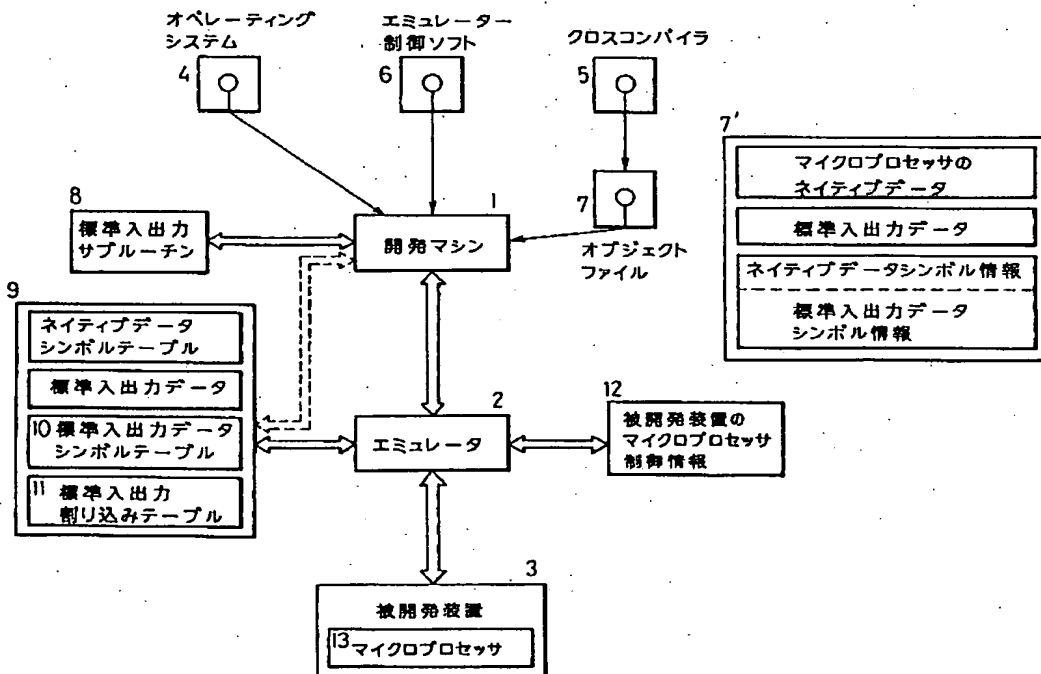 オペレーティング
システム
4
エミュレーター
制御ソフト
6
クロスコンパイラ
5
7'
マイクロプロセッサの
ネイティブデータ
標準入出力データ
ネイティブデータシンボル情報
標準入出力データ
シンボル情報
8
標準入出力
サブルーチン
1
開発マシン
7
オブジェクト
ファイル
9
ネイティブデータ
シンボルテーブル
標準入出力データ
10 標準入出力データ
シンボルテーブル
11 標準入出力
割り込みテーブル
2
エミュレータ
12
被開発装置の
マイクロプロセッサ
制御情報
3
被開発装置
13 マイクロプロセッサ